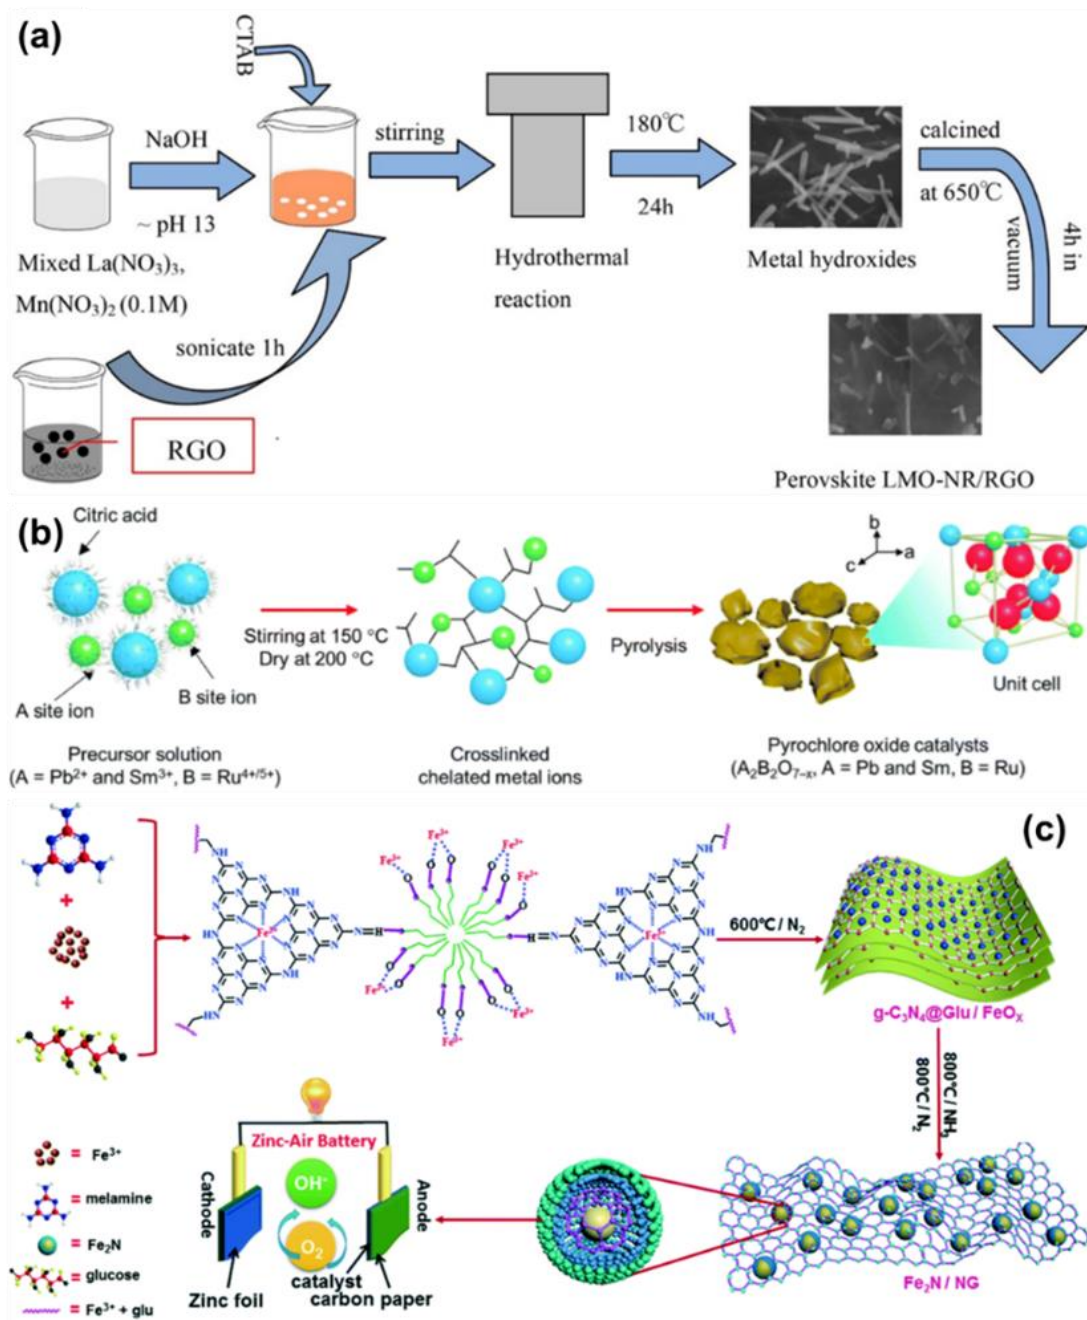 (a)
CTAB
NaOH
~ pH 13
stirring
180℃
24h
calcined
at 650℃
4h in
vacuum
Mixed La(NO₃)₃,
Mn(NO₃)₂ (0.1M)
Hydrothermal
reaction
Metal hydroxides
sonicate 1h
RGO
Perovskite LMO-NR/RGO
(b)
Citric acid
A site ion
B site ion
Stirring at 150 °C
Dry at 200 °C
Pyrolysis
b
a
c
Unit cell
Precursor solution
(A = Pb²⁺ and Sm³⁺, B = Ru⁴⁺/⁵⁺)
Crosslinked
chelated metal ions
Pyrochlore oxide catalysts
(A₂B₂O₇₋ₓ, A = Pb and Sm, B = Ru)
(c)
+
+
Fe³⁺
600℃ / N₂
g-C₃N₄@Glu / FeOₓ
800℃ / NH₃
800℃ / N₂
Fe₂N / NG
Zinc-Air Battery
Cathode
Anode
OH⁻
O₂
Zinc foil
catalyst
carbon paper
= Fe³⁺
= melamine
= Fe₂N
= glucose
= Fe³⁺ + glu